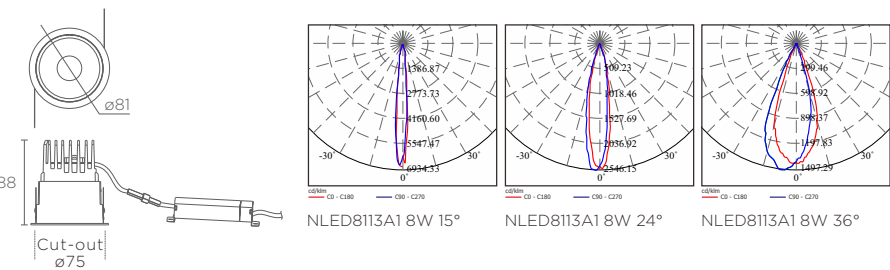 ø81
88
Cut-out
ø75
1386.87
2773.73
4160.60
5547.47
6934.33
-30°
30°
0°
cd/klm
C0 - C180
C90 - C270
NLED8113A1 8W 15°
509.23
1018.46
1527.69
2036.92
2546.15
-30°
30°
0°
cd/klm
C0 - C180
C90 - C270
NLED8113A1 8W 24°
299.46
598.92
898.37
1197.83
1497.29
-30°
30°
0°
cd/klm
C0 - C180
C90 - C270
NLED8113A1 8W 36°